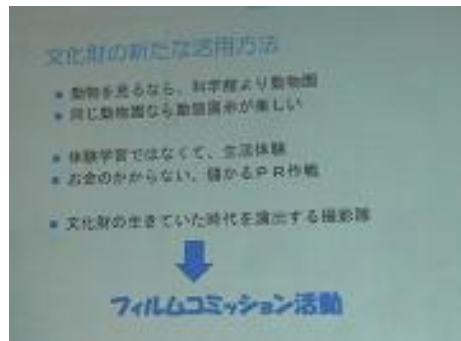 文化財の新たな活用方法
動物を見るなら、科学館より動物園
同じ動物園なら動態展示が楽しい
体験学習ではなくて、生活体験
お金のかからない、儲かるPR作戦
文化財の生きていた時代を演出する撮影隊
フィルムコミッション活動